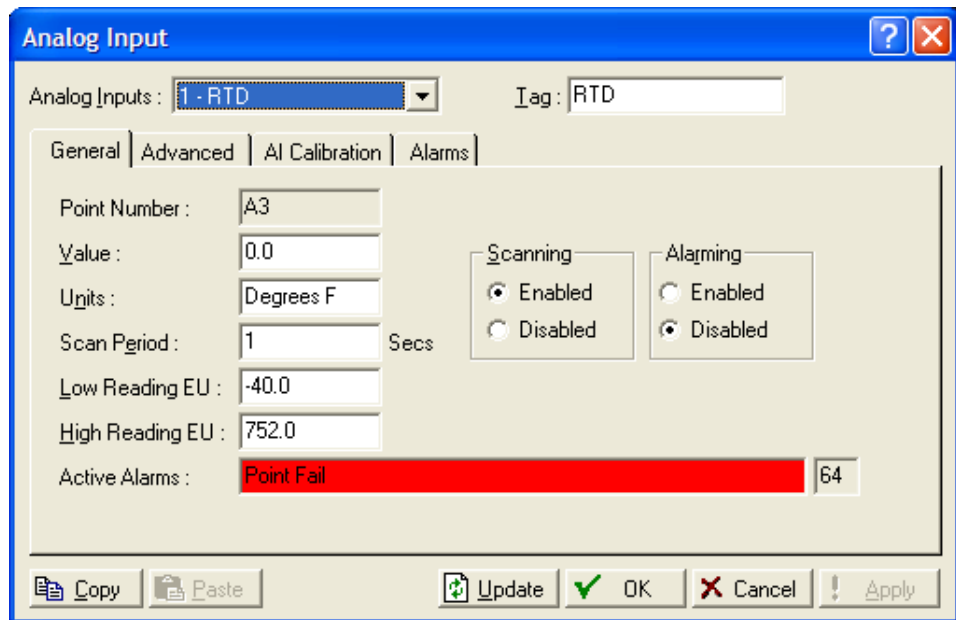 Analog Input
Analog Inputs : 1 - RTD Tag : RTD
General Advanced AI Calibration Alarms
Point Number : A3
Value : 0.0
Units : Degrees F
Scan Period : 1 Secs
Low Reading EU : -40.0
High Reading EU : 752.0
Active Alarms : Point Fail 64
Scanning
Enabled
Disabled
Alarming
Enabled
Disabled
Copy Paste Update OK Cancel Apply